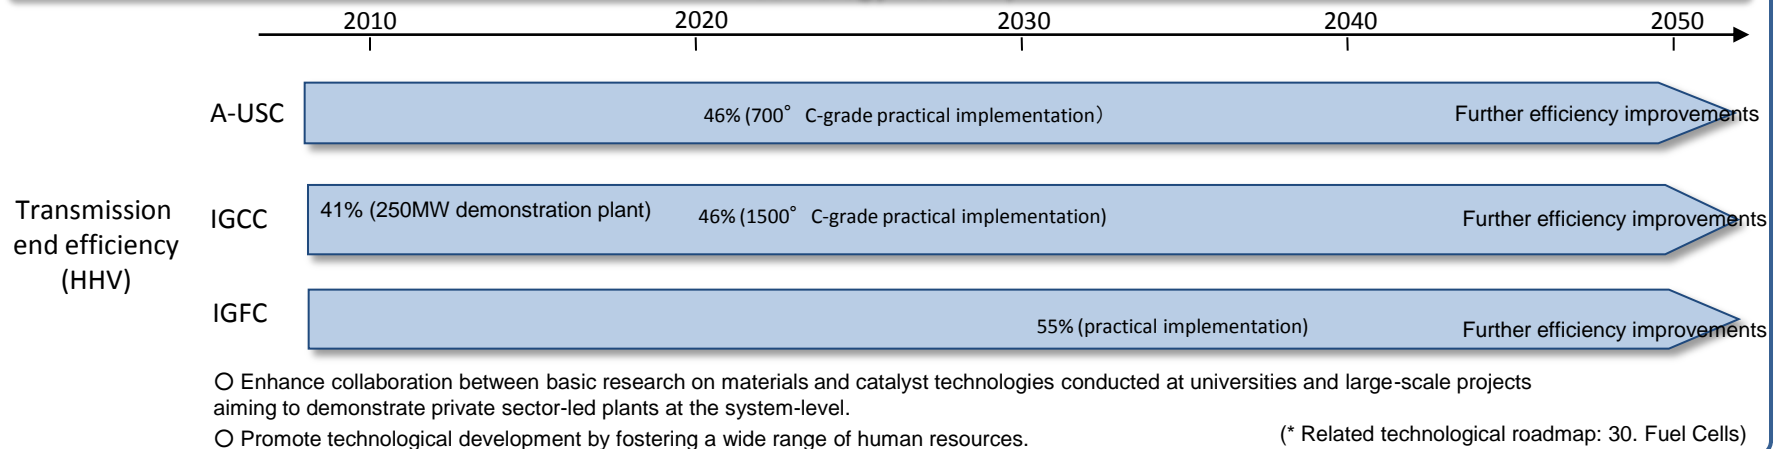 2010 2020 2030 2040 2050
A-USC 46% (700° C-grade practical implementation） Further efficiency improvements
Transmission
end efficiency
(HHV)
IGCC 41% (250MW demonstration plant) 46% (1500° C-grade practical implementation) Further efficiency improvements
IGFC 55% (practical implementation) Further efficiency improvements
○ Enhance collaboration between basic research on materials and catalyst technologies conducted at universities and large-scale projects
aiming to demonstrate private sector-led plants at the system-level.
○ Promote technological development by fostering a wide range of human resources.
(* Related technological roadmap: 30. Fuel Cells)